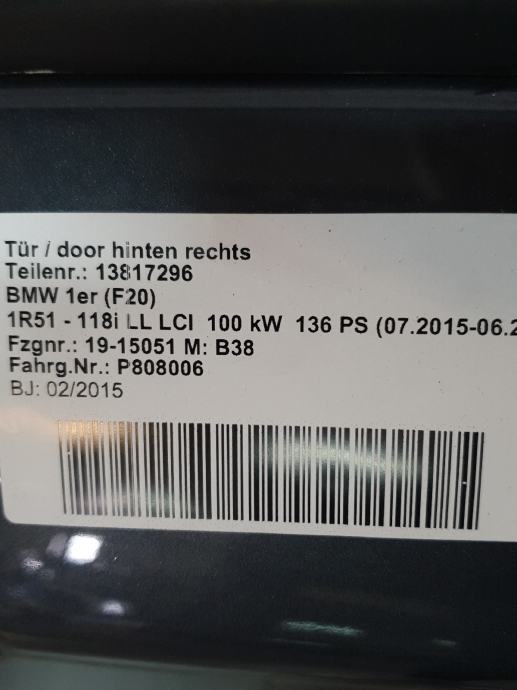 Tür / door hinten rechts
Teilenr.: 13817296
BMW 1er (F20)
1R51 - 118i LL LCI 100 kW 136 PS (07.2015-06.2
Fzgnr.: 19-15051 M: B38
Fahrg.Nr.: P808006
BJ: 02/2015